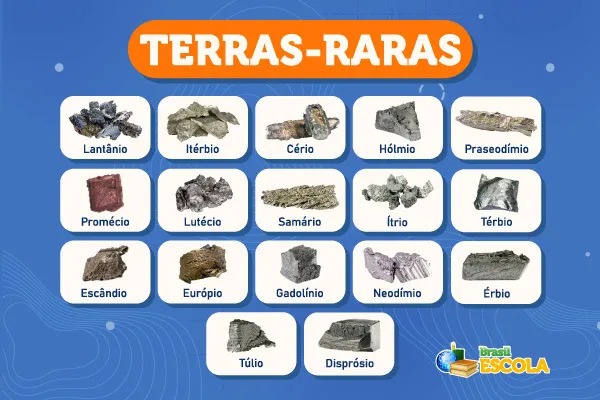 TERRAS-RARAS
Lantânio
Itérbio
Cério
Hólmio
Praseodímio
Promécio
Lutécio
Samário
Ítrio
Térbio
Escândio
Európio
Gadolínio
Neodímio
Érbio
Túlio
Disprósio
Brasil
ESCOLA